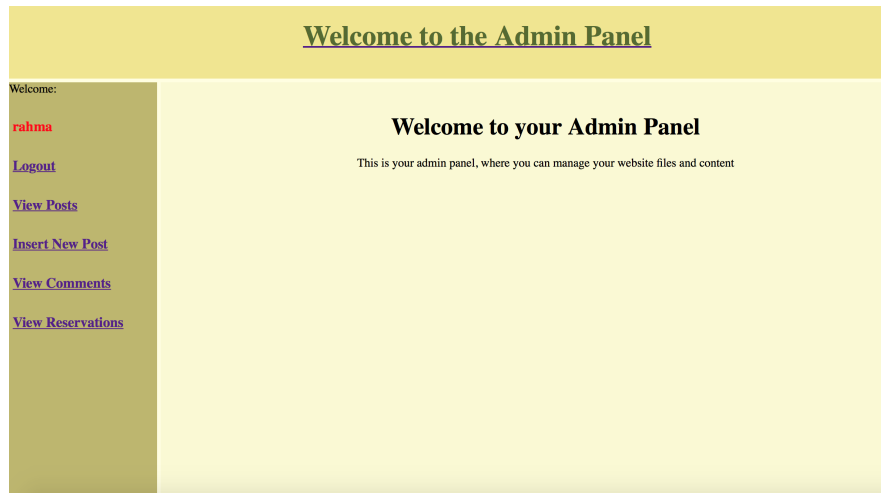 Welcome to the Admin Panel
Welcome:
rahma
Logout
View Posts
Insert New Post
View Comments
View Reservations
Welcome to your Admin Panel
This is your admin panel, where you can manage your website files and content